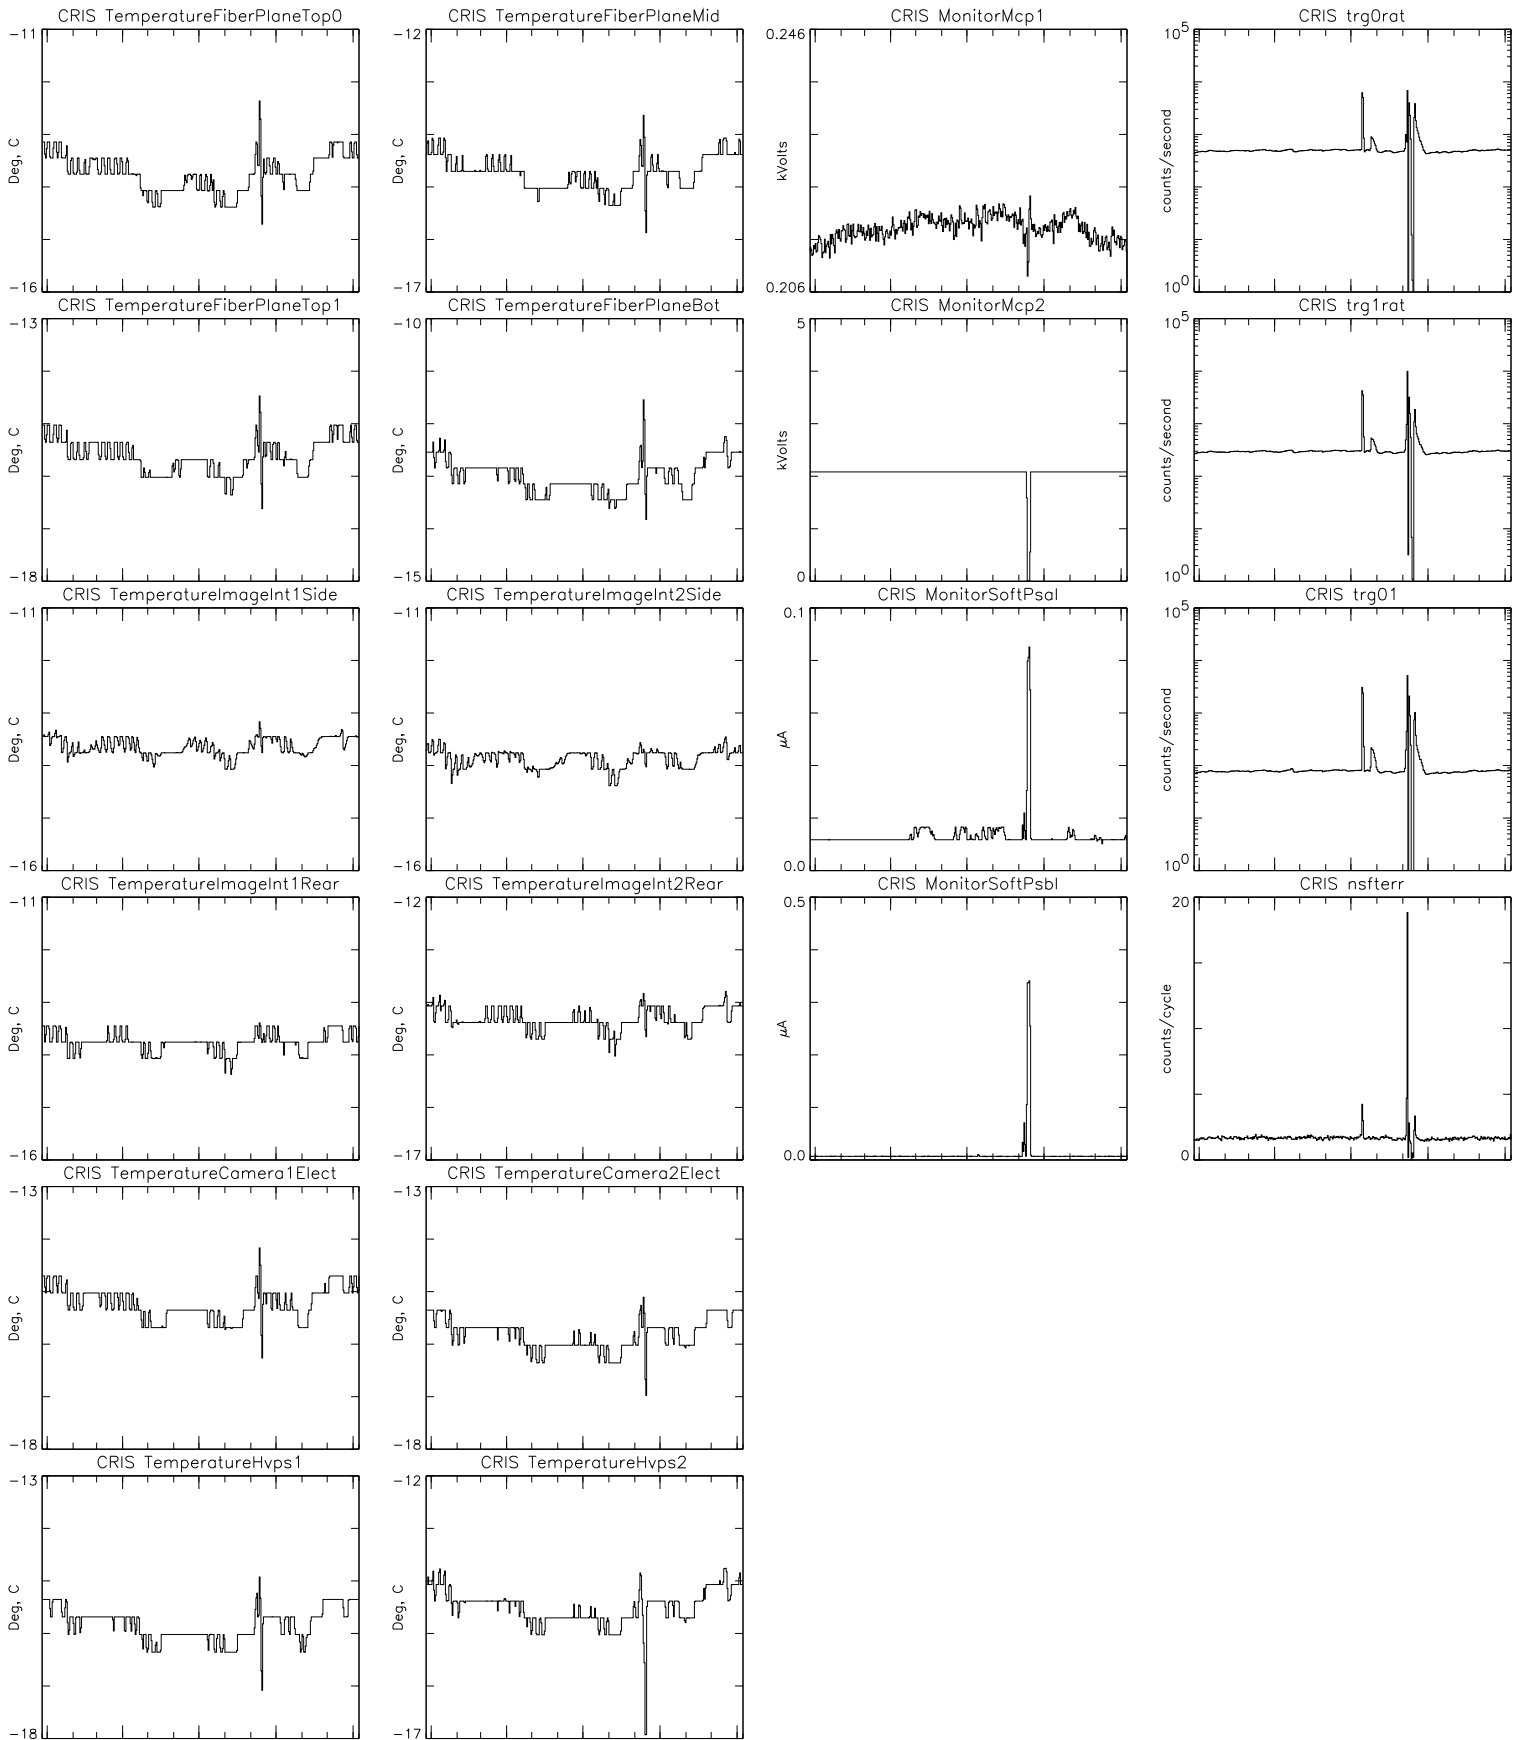 CRIS TemperatureFiberPlaneTop0
-11
Deg, C
-16
CRIS TemperatureFiberPlaneMid
-12
Deg, C
-17
CRIS MonitorMcp1
0.246
kVolts
0.206
CRIS trg0rat
10^5
counts/second
10^0
CRIS TemperatureFiberPlaneTop1
-13
Deg, C
-18
CRIS TemperatureFiberPlaneBot
-10
Deg, C
-15
CRIS MonitorMcp2
5
kVolts
0
CRIS trg1rat
10^5
counts/second
10^0
CRIS TemperatureImageInt1Side
-11
Deg, C
-16
CRIS TemperatureImageInt2Side
-11
Deg, C
-16
CRIS MonitorSoftPsaI
0.1
μA
0.0
CRIS trg01
10^5
counts/second
10^0
CRIS TemperatureImageInt1Rear
-11
Deg, C
-16
CRIS TemperatureImageInt2Rear
-12
Deg, C
-17
CRIS MonitorSoftPsbI
0.5
μA
0.0
CRIS nsfterr
20
counts/cycle
0
CRIS TemperatureCamera1Elect
-13
Deg, C
-18
CRIS TemperatureCamera2Elect
-13
Deg, C
-18
CRIS TemperatureHvps1
-13
Deg, C
-18
CRIS TemperatureHvps2
-12
Deg, C
-17